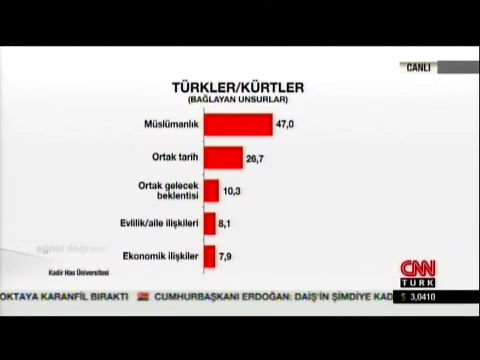 CANLI
TÜRKLER/KÜRTLER
(BAĞLAYAN UNSURLAR)
Müslümanlık 47,0
Ortak tarih 26,7
Ortak gelecek
beklentisi 10,3
Evlilik/aile ilişkileri 8,1
Ekonomik ilişkiler 7,9
eğrisi doğrusu
Kadir Has Üniversitesi
CNN
TÜRK
OKTAYA KARANFİL BIRAKTI CUMHURBAŞKANI ERDOĞAN: DAİŞ'İN ŞİMDİYE KAD
$ 3,0410